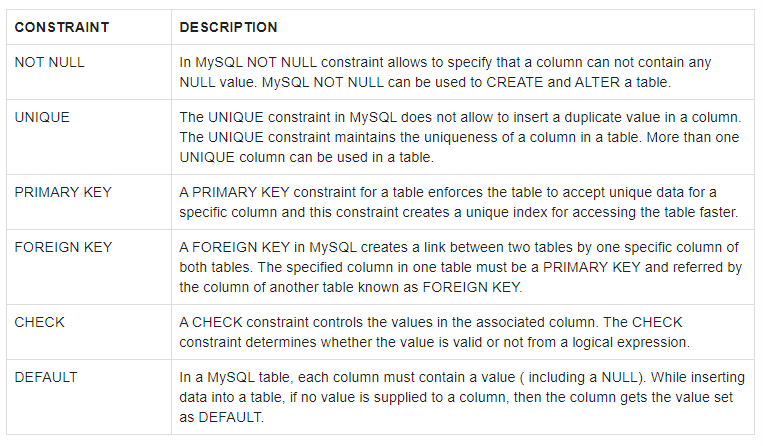 CONSTRAINT DESCRIPTION
NOT NULL In MySQL NOT NULL constraint allows to specify that a column can not contain any
NULL value. MySQL NOT NULL can be used to CREATE and ALTER a table.
UNIQUE The UNIQUE constraint in MySQL does not allow to insert a duplicate value in a column.
The UNIQUE constraint maintains the uniqueness of a column in a table. More than one
UNIQUE column can be used in a table.
PRIMARY KEY A PRIMARY KEY constraint for a table enforces the table to accept unique data for a
specific column and this constraint creates a unique index for accessing the table faster.
FOREIGN KEY A FOREIGN KEY in MySQL creates a link between two tables by one specific column of
both tables. The specified column in one table must be a PRIMARY KEY and referred by
the column of another table known as FOREIGN KEY.
CHECK A CHECK constraint controls the values in the associated column. The CHECK
constraint determines whether the value is valid or not from a logical expression.
DEFAULT In a MySQL table, each column must contain a value ( including a NULL). While inserting
data into a table, if no value is supplied to a column, then the column gets the value set
as DEFAULT.